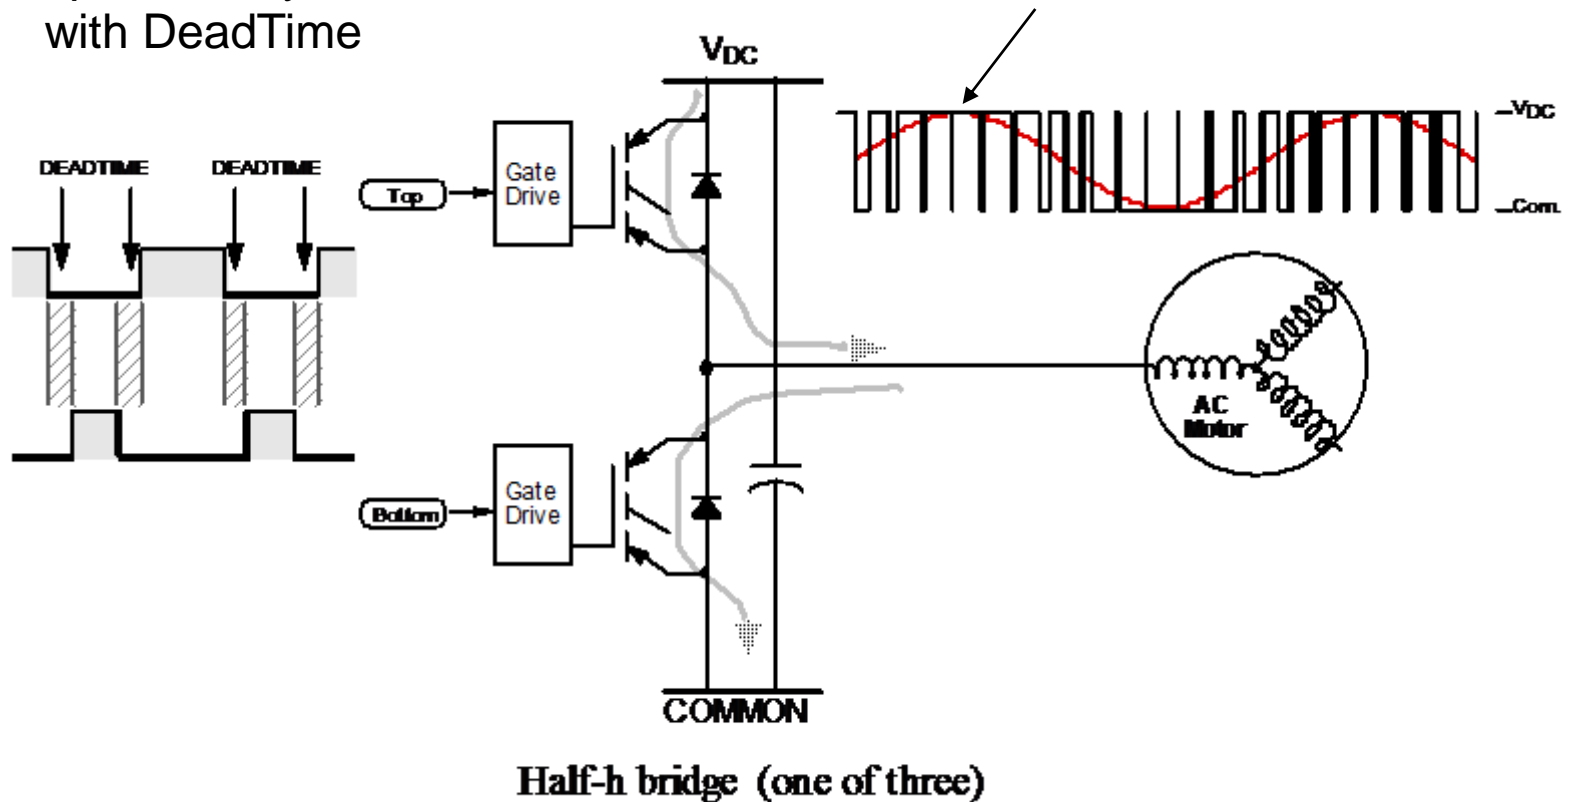 with DeadTime
VDC
DEADTIME DEADTIME
Top
Gate
Drive
VDC
Com.
AC
Motor
Bottom
Gate
Drive
COMMON
Half-h bridge (one of three)